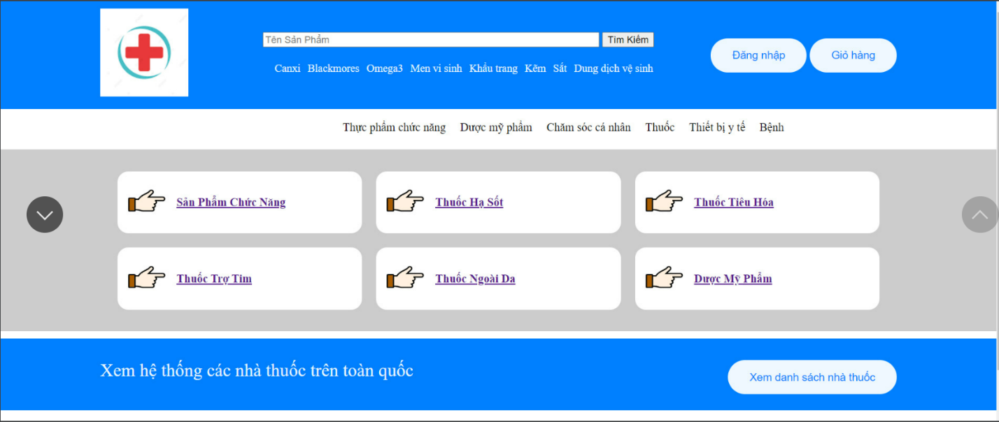 Tên Sản Phẩm
Tìm Kiếm
Đăng nhập
Giỏ hàng
Canxi Blackmores Omega3 Men vi sinh Khẩu trang Kẽm Sắt Dung dịch vệ sinh
Thực phẩm chức năng Dược mỹ phẩm Chăm sóc cá nhân Thuốc Thiết bị y tế Bệnh
Sản Phẩm Chức Năng
Thuốc Hạ Sốt
Thuốc Tiêu Hóa
Thuốc Trợ Tim
Thuốc Ngoài Da
Dược Mỹ Phẩm
Xem hệ thống các nhà thuốc trên toàn quốc
Xem danh sách nhà thuốc